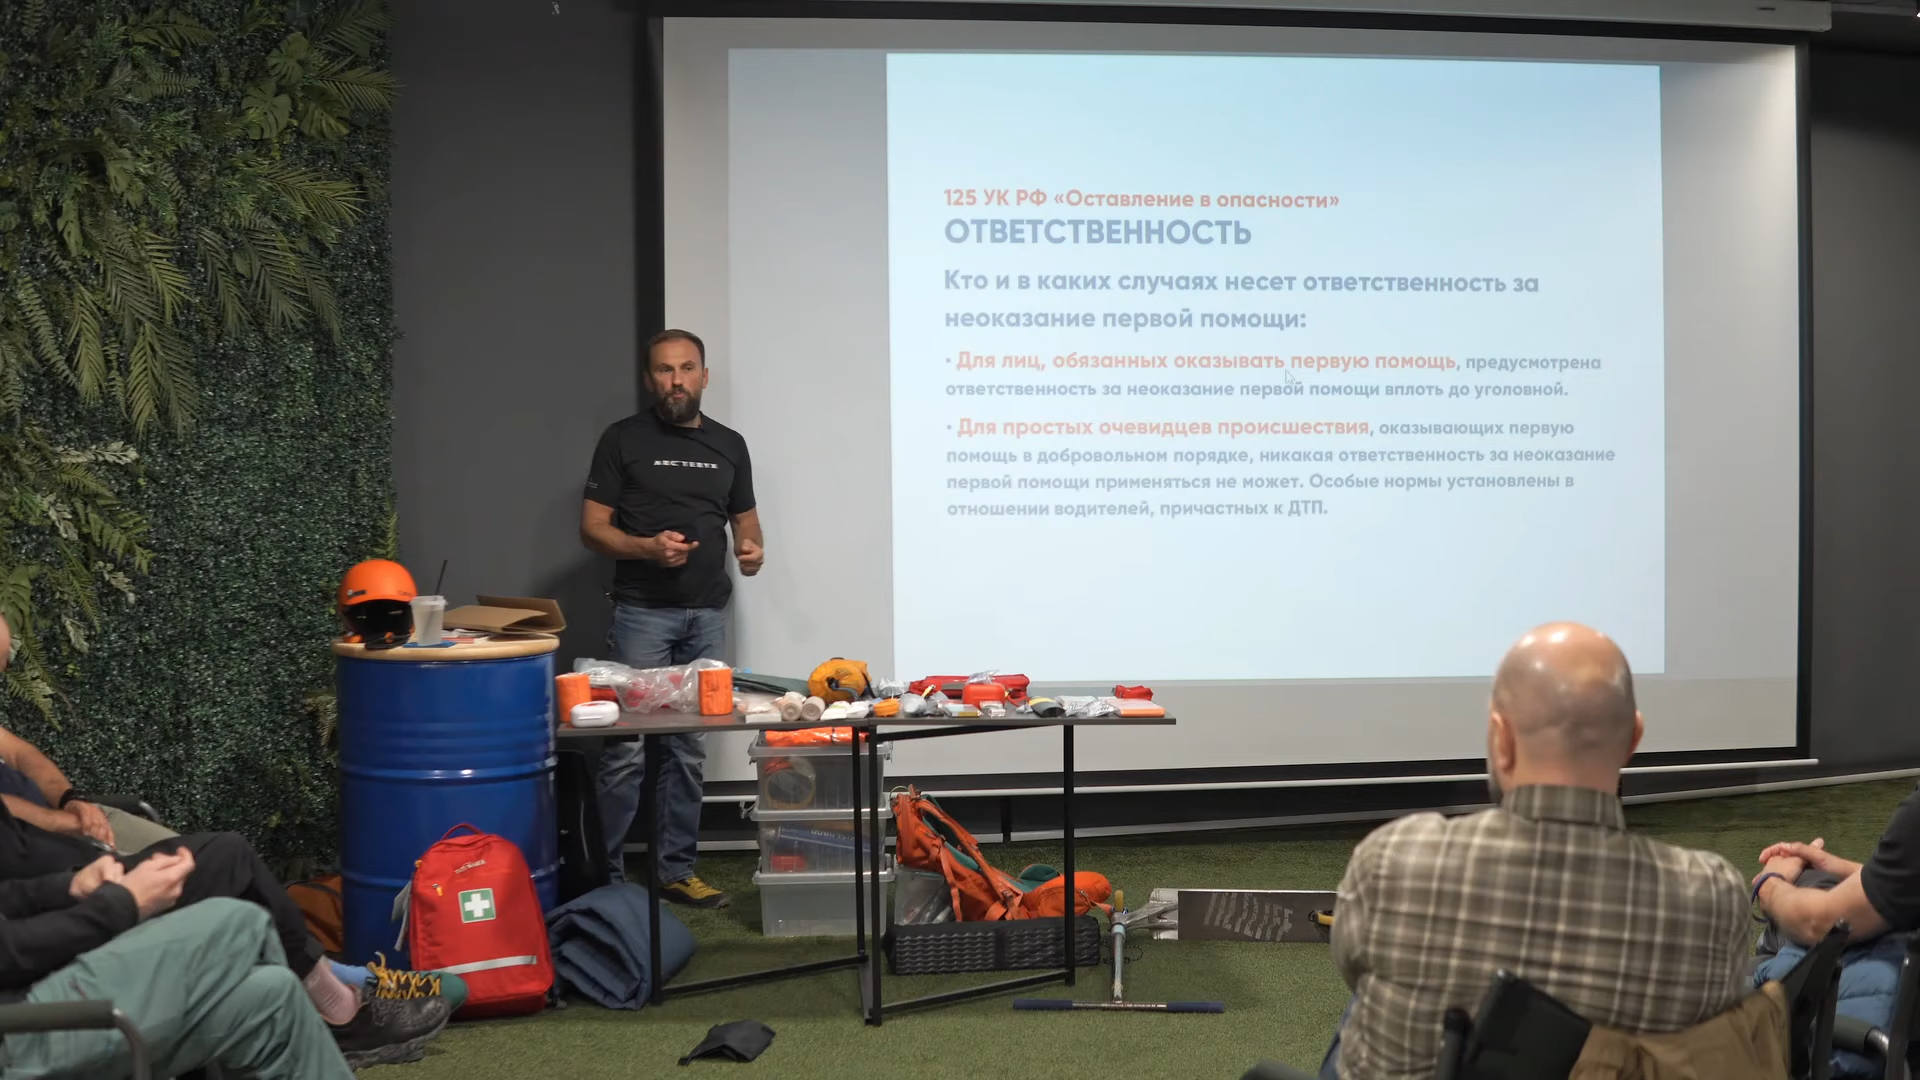 125 УК РФ «Оставление в опасности»
ОТВЕТСТВЕННОСТЬ
Кто и в каких случаях несет ответственность за
неоказание первой помощи:
• Для лиц, обязанных оказывать первую помощь, предусмотрена
ответственность за неоказание первой помощи вплоть до уголовной.
• Для простых очевидцев происшествия, оказывающих первую
помощь в добровольном порядке, никакая ответственность за неоказание
первой помощи применяться не может. Особые нормы установлены в
отношении водителей, причастных к ДТП.
ARC'TERYX